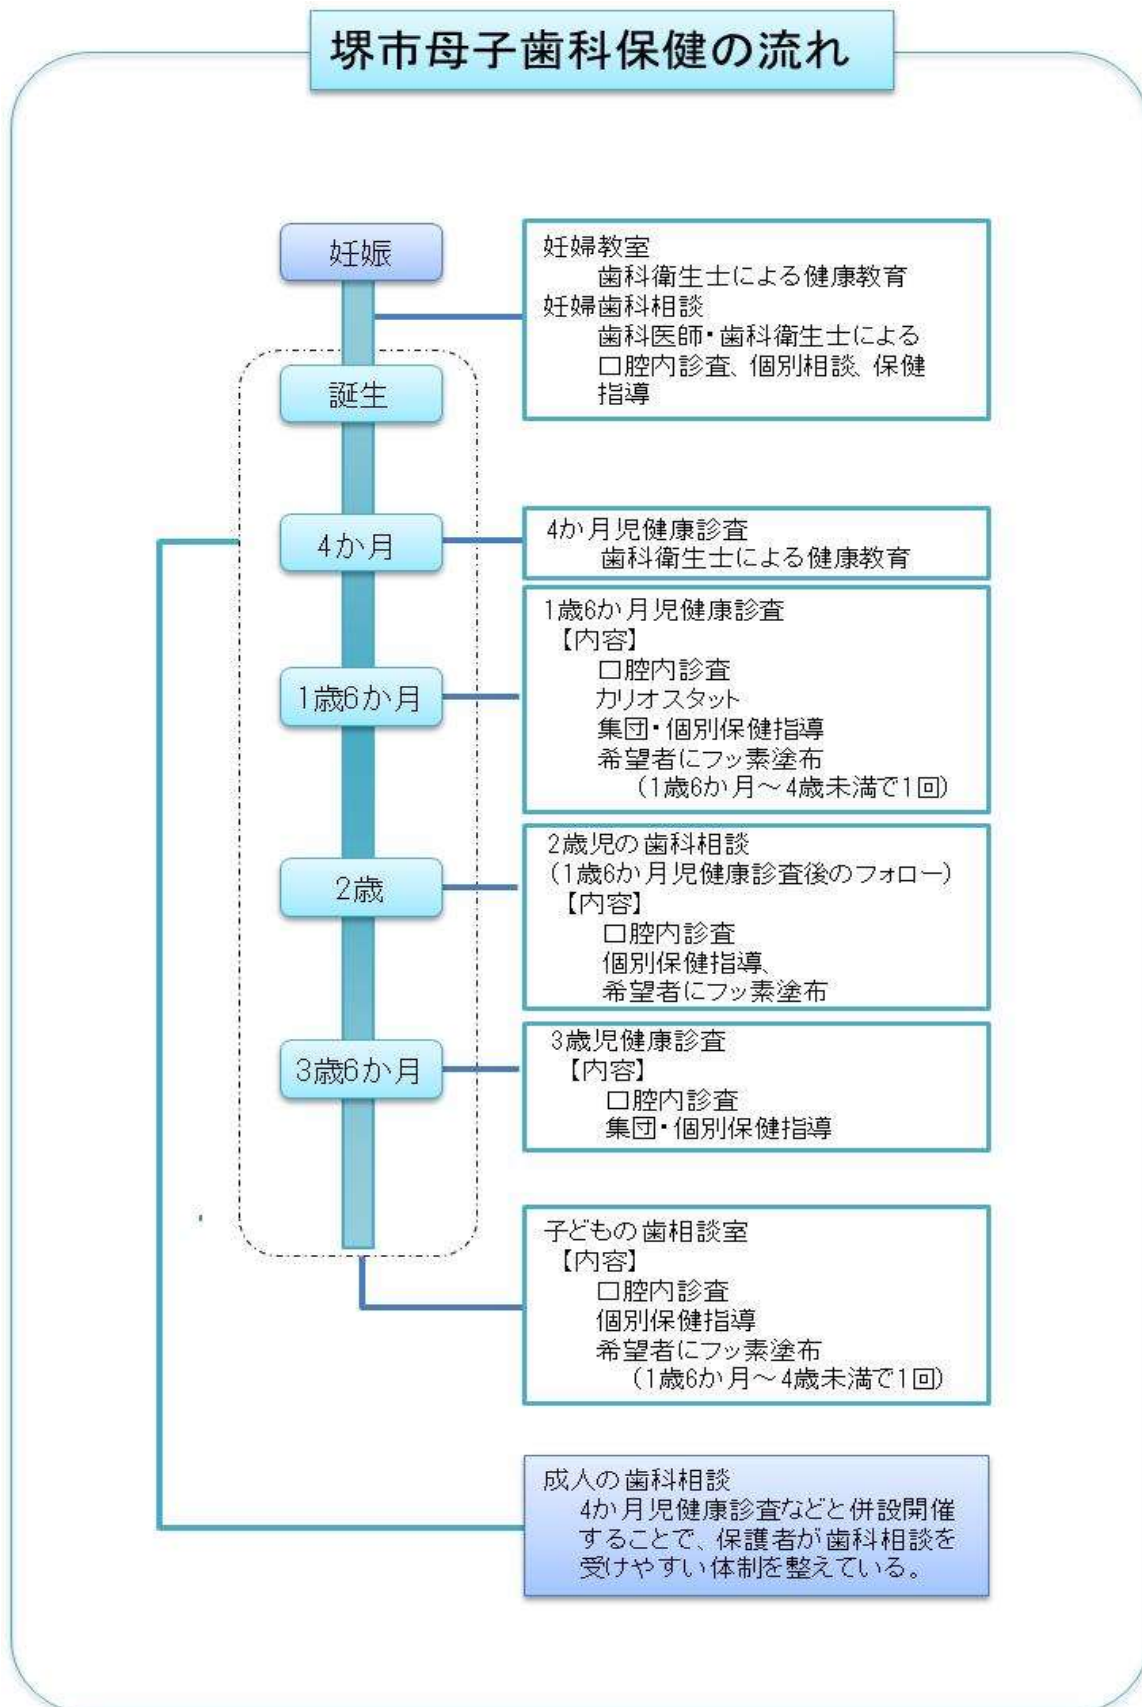 堺市母子歯科保健の流れ
妊娠
妊婦教室
歯科衛生士による健康教育
妊婦歯科相談
歯科医師・歯科衛生士による
口腔内診査、個別相談、保健
指導
誕生
4か月
4か月児健康診査
歯科衛生士による健康教育
1歳6か月
1歳6か月児健康診査
【内容】
口腔内診査
カリオスタット
集団・個別保健指導
希望者にフッ素塗布
（1歳6か月～4歳未満で1回）
2歳
2歳児の歯科相談
（1歳6か月児健康診査後のフォロー）
【内容】
口腔内診査
個別保健指導、
希望者にフッ素塗布
3歳6か月
3歳児健康診査
【内容】
口腔内診査
集団・個別保健指導
子どもの歯相談室
【内容】
口腔内診査
個別保健指導
希望者にフッ素塗布
（1歳6か月～4歳未満で1回）
成人の歯科相談
4か月児健康診査などと併設開催
することで、保護者が歯科相談を
受けやすい体制を整えている。